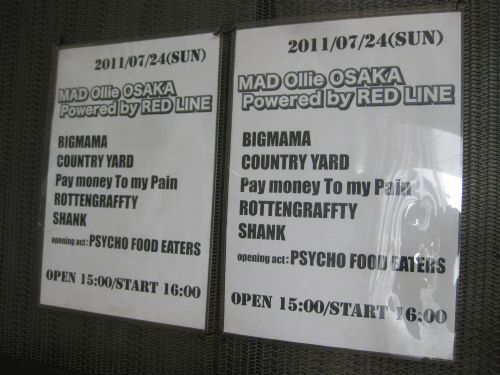 2011/07/24(SUN)
MAD Ollie OSAKA
Powered by RED LINE
BIGMAMA
COUNTRY YARD
Pay money To my Pain
ROTTENGRAFFTY
SHANK
opening act : PSYCHO FOOD EATERS
OPEN 15:00/START 16:00
2011/07/24(SUN)
MAD Ollie OSAKA
Powered by RED LINE
BIGMAMA
COUNTRY YARD
Pay money To my Pain
ROTTENGRAFFTY
SHANK
opening act : PSYCHO FOOD EATERS
OPEN 15:00/START 16:00